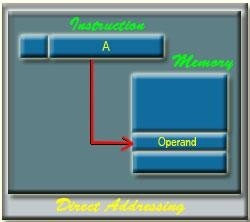 Instruction
A
Memory
Operand
Direct Addressing